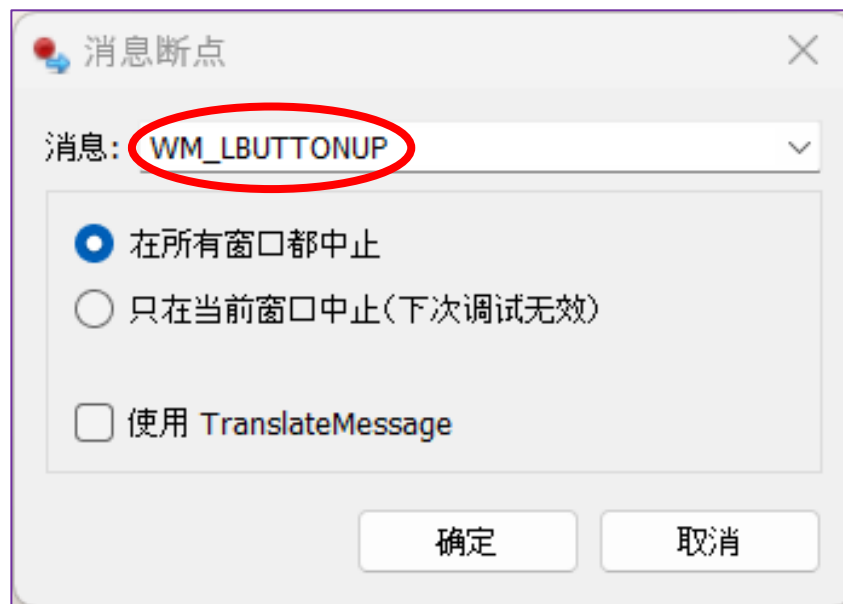 消息断点
消息: WM_LBUTTONUP
在所有窗口都中止
只在当前窗口中止(下次调试无效)
使用 TranslateMessage
确定 取消